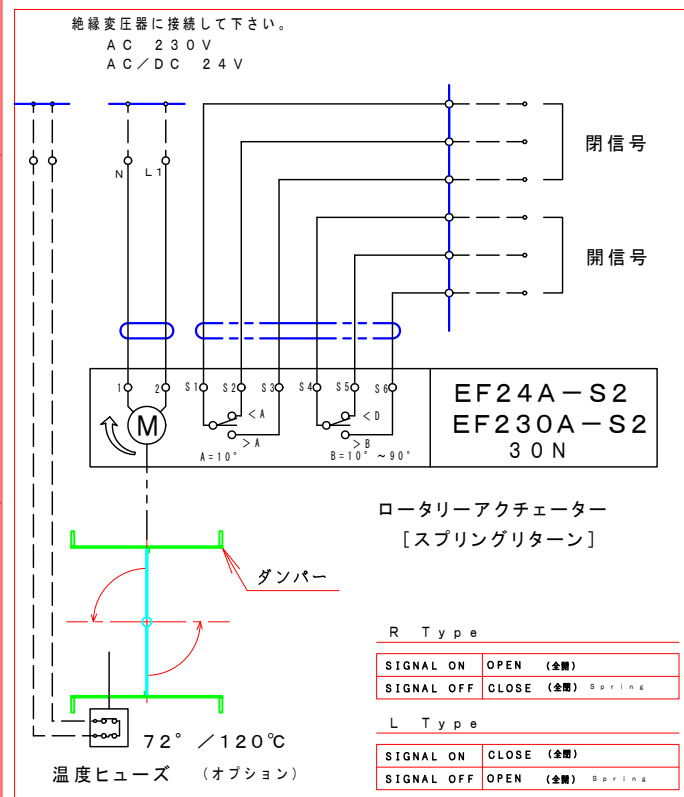 絶縁変圧器に接続して下さい。
AC 230V
AC/DC 24V
閉信号
N L1
開信号
1 2 S1 S2 S3 S4 S5 S6
M
<A
>A
A=10°
<D
>B
B=10° ~90°
EF24A-S2
EF230A-S2
30N
ロータリーアクチェーター
[スプリングリターン]
ダンパー
R Type
SIGNAL ON OPEN (全開)
SIGNAL OFF CLOSE (全閉) Spring
L Type
SIGNAL ON CLOSE (全閉)
SIGNAL OFF OPEN (全開) Spring
72° /120℃
温度ヒューズ (オプション)